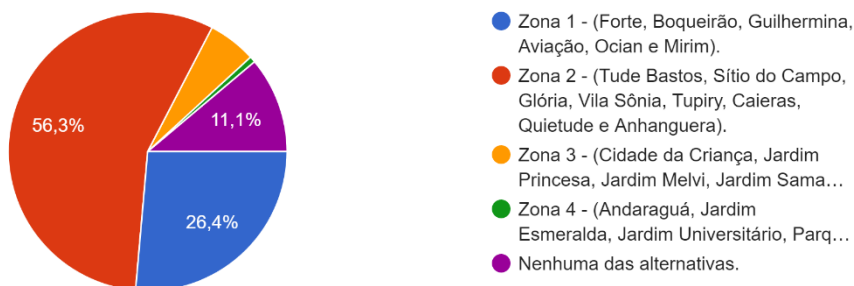 56,3%
11,1%
26,4%
Zona 1 - (Forte, Boqueirão, Guilhermina,
Aviação, Ocian e Mirim).
Zona 2 - (Tude Bastos, Sítio do Campo,
Glória, Vila Sônia, Tupiry, Caieras,
Quietude e Anhanguera).
Zona 3 - (Cidade da Criança, Jardim
Princesa, Jardim Melvi, Jardim Sama…
Zona 4 - (Andaraguá, Jardim
Esmeralda, Jardim Universitário, Parq…
Nenhuma das alternativas.